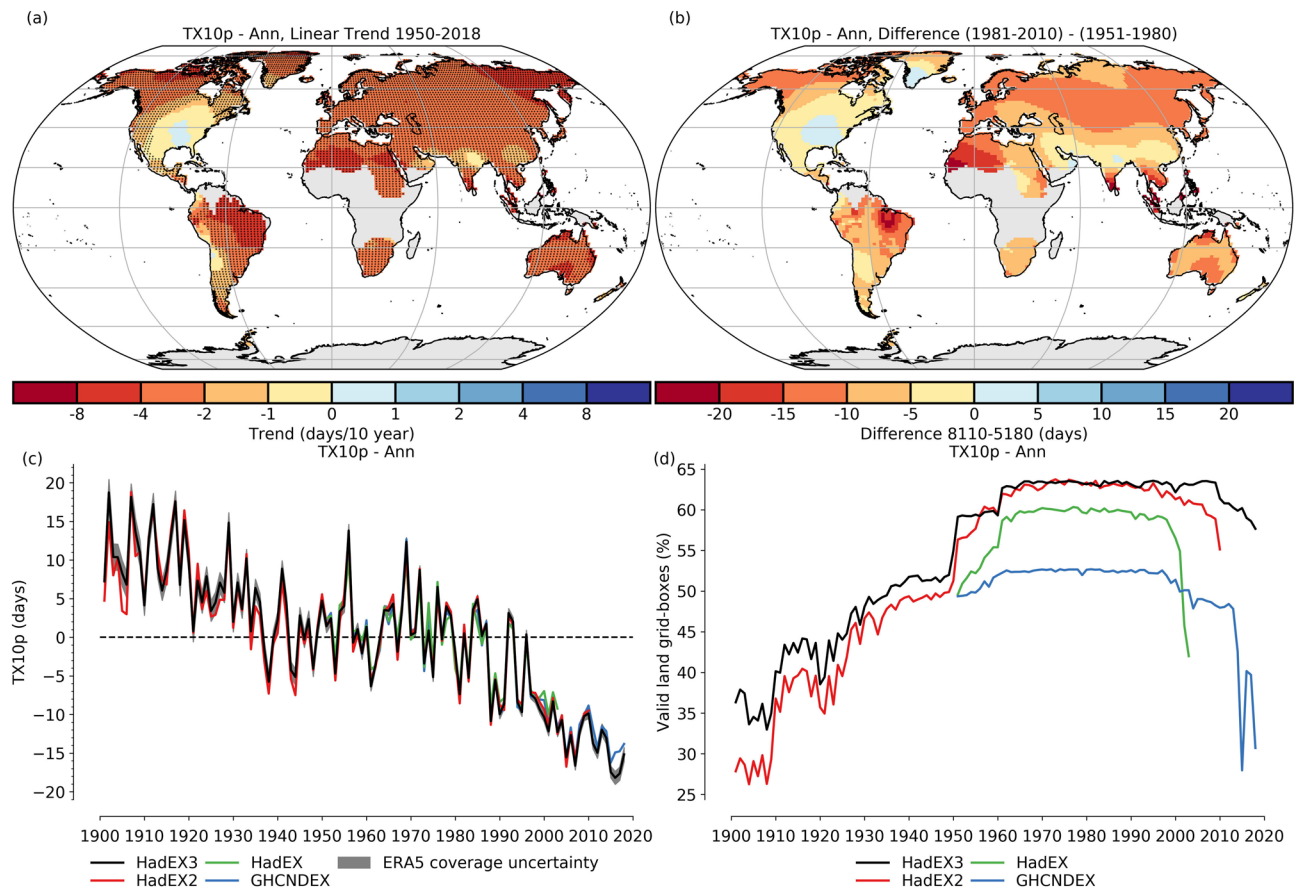 (a)
TX10p - Ann, Linear Trend 1950-2018
(b)
TX10p - Ann, Difference (1981-2010) - (1951-1980)
-8 -4 -2 -1 0 1 2 4 8
Trend (days/10 year)
-20 -15 -10 -5 0 5 10 15 20
Difference 8110-5180 (days)
(c)
TX10p - Ann
TX10p (days)
20
15
10
5
0
−5
−10
−15
−20
1900 1910 1920 1930 1940 1950 1960 1970 1980 1990 2000 2010 2020
HadEX3
HadEX2
HadEX
GHCNDEX
ERA5 coverage uncertainty
(d)
TX10p - Ann
Valid land grid-boxes (%)
65
60
55
50
45
40
35
30
25
1900 1910 1920 1930 1940 1950 1960 1970 1980 1990 2000 2010 2020
HadEX3
HadEX2
HadEX
GHCNDEX